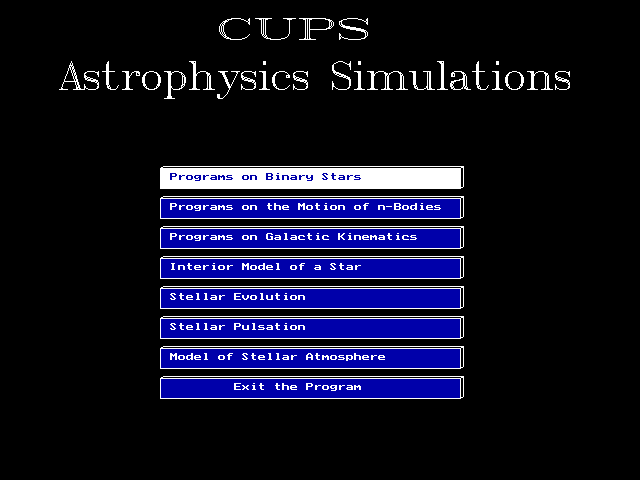 CUPS
Astrophysics Simulations
Programs on Binary Stars
Programs on the Motion of n-Bodies
Programs on Galactic Kinematics
Interior Model of a Star
Stellar Evolution
Stellar Pulsation
Model of Stellar Atmosphere
Exit the Program